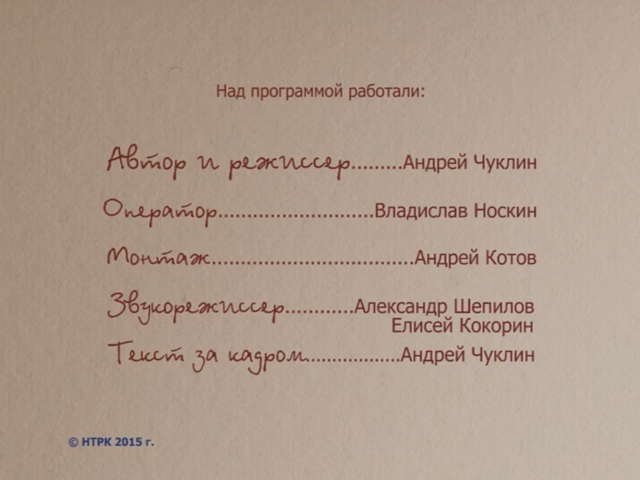 Над программой работали:
Автор и режиссер.........Андрей Чуклин
Оператор...........................Владислав Носкин
Монтаж...................................Андрей Котов
Звукорежиссер............Александр Шепилов
Елисей Кокорин
Текст за кадром..................Андрей Чуклин
© НТРК 2015 г.